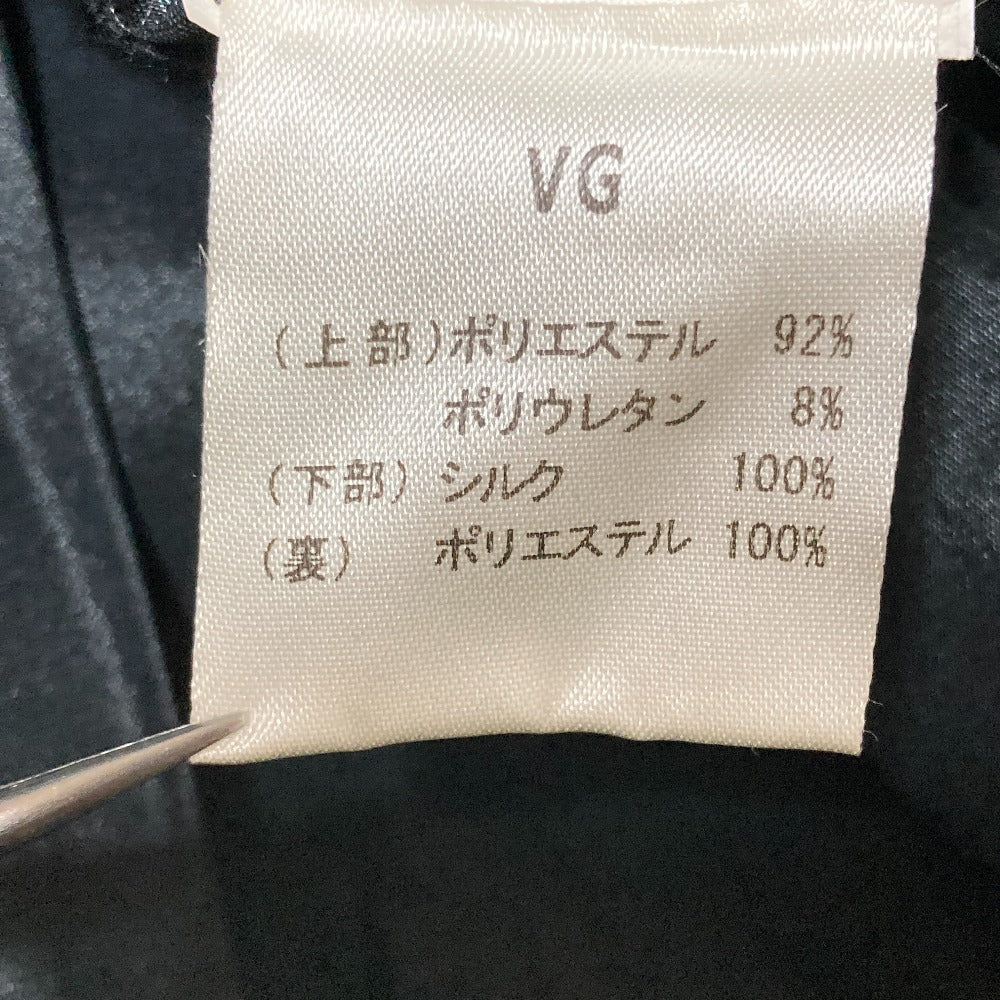 VG
(上部)ポリエステル 92%
ポリウレタン 8%
(下部) シルク 100%
(裏) ポリエステル 100%